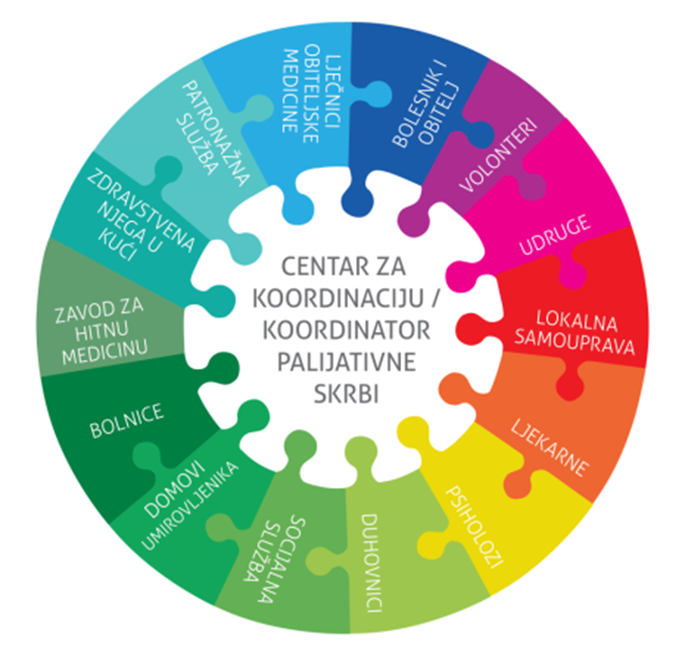 CENTAR ZA
KOORDINACIJU /
KOORDINATOR
PALIJATIVNE
SKRBI
BOLESNIK I
OBITELJ
VOLONTERI
UDRUGE
LOKALNA
SAMOUPRAVA
LJEKARNE
PSIHOLOZI
DUHOVNICI
SOCIJALNA
SLUŽBA
DOMOVI
UMIROVLJENIKA
BOLNICE
ZAVOD ZA
HITNU
MEDICINU
ZDRAVSTVENA
NJEGA U
KUĆI
PATRONAŽNA
SLUŽBA
LJEČNICI
OBITELJSKE
MEDICINE